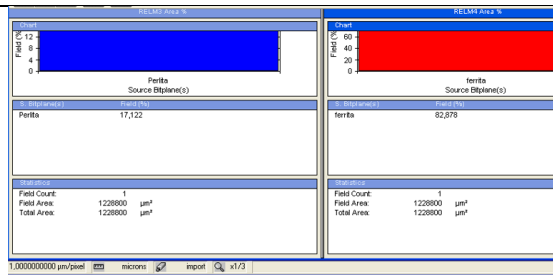 RELM3 Area %
Chart
Field (%
12
8
4
0
Perlita
Source Bitplane(s)
S. Bitplane(s) Field (%)
Perlita 17,122
Statistics
Field Count: 1
Field Area: 1228800 µm²
Total Area: 1228800 µm²
RELM4 Area %
Chart
Field (%
60
40
20
0
ferrita
Source Bitplane(s)
S. Bitplane(s) Field (%)
ferrita 82,878
Statistics
Field Count: 1
Field Area: 1228800 µm²
Total Area: 1228800 µm²
1,0000000000 µm/pixel microns import x1/3